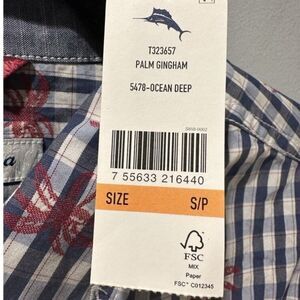 T323657
PALM GINGHAM
5478-OCEAN DEEP
7 55633 216440
SIZE S/P
FSC
MIX
Paper
FSC® C012345